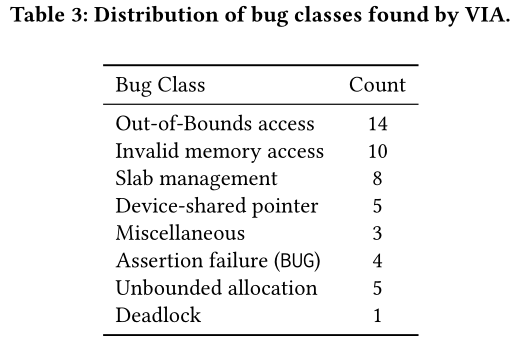 Table 3: Distribution of bug classes found by VIA.
Bug Class Count
Out-of-Bounds access 14
Invalid memory access 10
Slab management 8
Device-shared pointer 5
Miscellaneous 3
Assertion failure (BUG) 4
Unbounded allocation 5
Deadlock 1